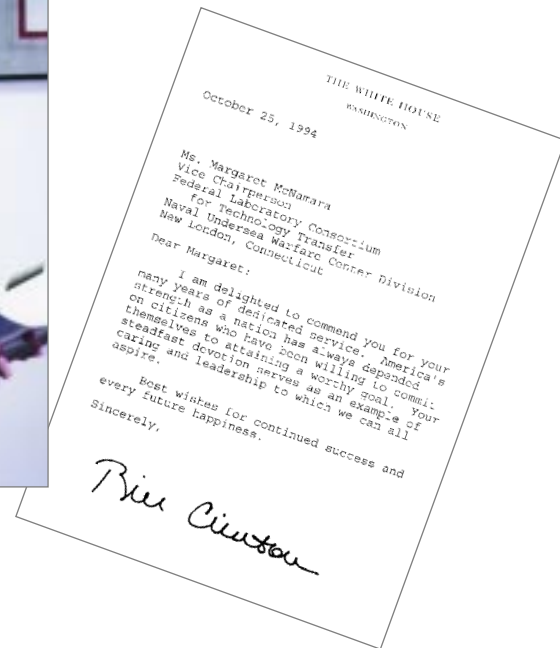 THE WHITE HOUSE
WASHINGTON
October 25, 1994
Ms. Margaret McNamara
Vice Chairperson
Federal Laboratory Consortium
for Technology Transfer
Naval Undersea Warfare Center Division
New London, Connecticut
Dear Margaret:
I am delighted to commend you for your
many years of dedicated service. America's
strength as a nation has always depended
on citizens who have been willing to commit
themselves to attaining a worthy goal. Your
steadfast devotion serves as an example of
caring and leadership to which we can all
aspire.
Best wishes for continued success and
every future happiness.
Sincerely,
Bill Clinton